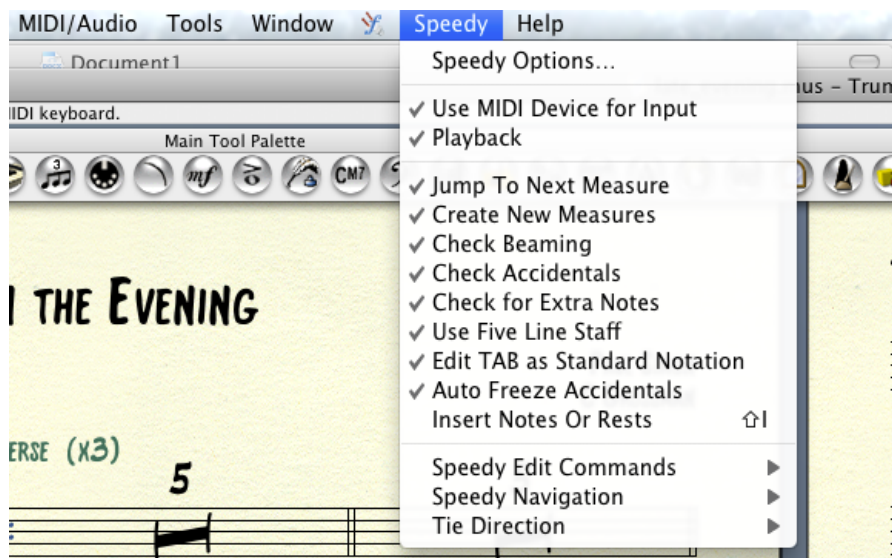 MIDI/Audio Tools Window Speedy Help
Document1
Speedy Options...
nus – Trun
IDI keyboard.
✓ Use MIDI Device for Input
✓ Playback
Main Tool Palette
3
mf
CM7
✓ Jump To Next Measure
✓ Create New Measures
✓ Check Beaming
✓ Check Accidentals
✓ Check for Extra Notes
✓ Use Five Line Staff
✓ Edit TAB as Standard Notation
✓ Auto Freeze Accidentals
Insert Notes Or Rests ⇧I
THE EVENING
ERSE (X3)
5
Speedy Edit Commands ▶
Speedy Navigation ▶
Tie Direction ▶